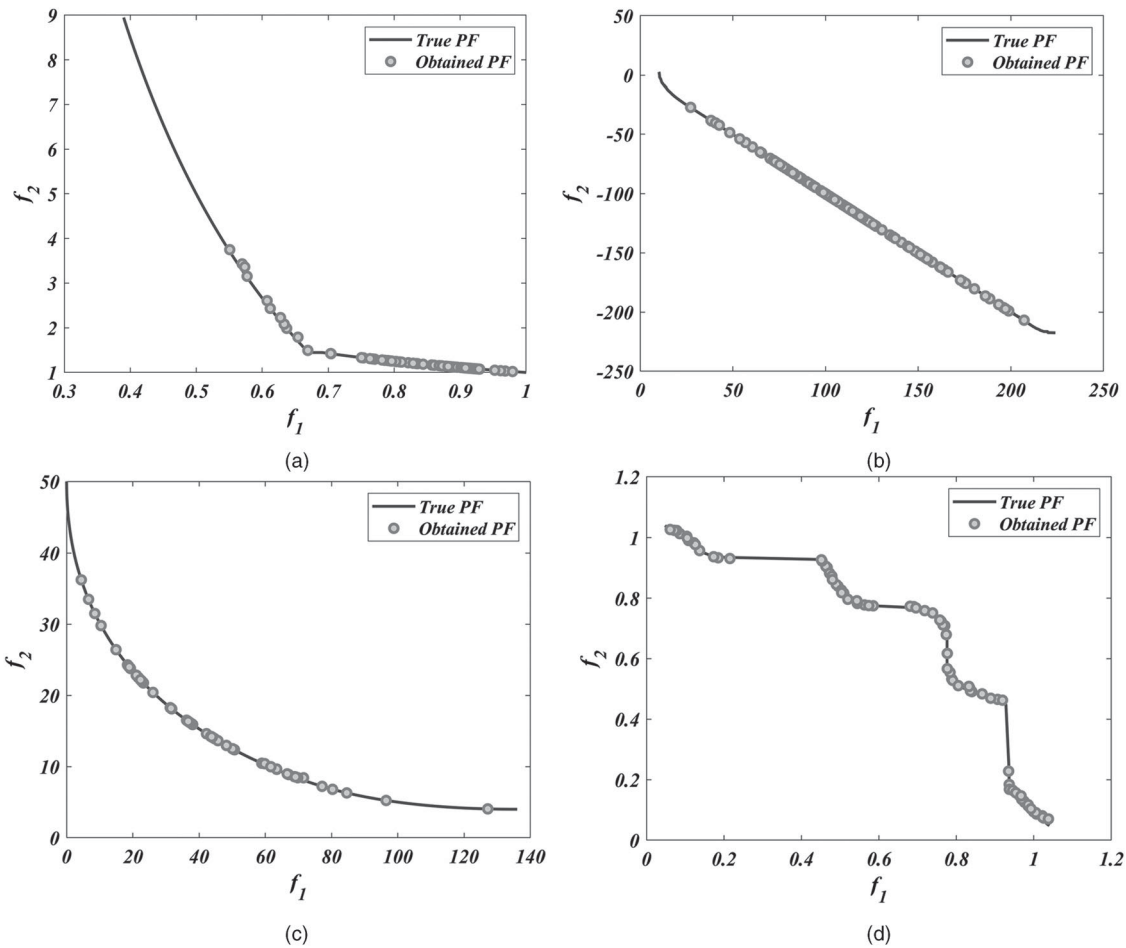 9
8
7
6
5
4
3
2
1
f2
0.3 0.4 0.5 0.6 0.7 0.8 0.9 1
f1
True PF
Obtained PF
(a)
50
0
-50
-100
-150
-200
-250
f2
0 50 100 150 200 250
f1
True PF
Obtained PF
(b)
50
40
30
20
10
0
f2
0 20 40 60 80 100 120 140
f1
True PF
Obtained PF
(c)
1.2
1
0.8
0.6
0.4
0.2
0
f2
0 0.2 0.4 0.6 0.8 1 1.2
f1
True PF
Obtained PF
(d)